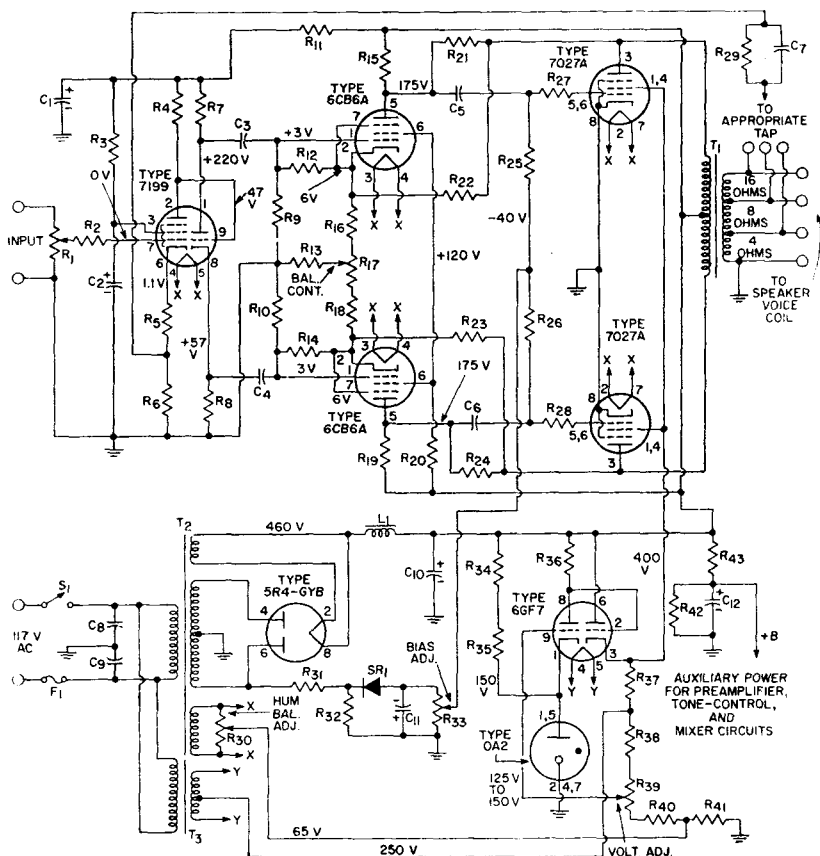 R11
R15
R21
TYPE 7027A
R29
C7
TYPE 6CB6A
175V
C5
R27
3
1,4
5,6
8
2
7
X
X
TO APPROPRIATE TAP
C1
R4
R7
C3
+3V
5
7
1
2
6
3
4
X
X
R3
+220V
R12
6V
R25
R22
T1
16 OHMS
8 OHMS
4 OHMS
0V
TYPE 7199
47 V
R9
-40V
INPUT
R1
R2
2
1
3
7
9
6
4
5
8
X
X
R16
+120V
R13
BAL. CONT.
R17
C2
1.1V
R5
R10
R18
X
X
R26
TO SPEAKER VOICE COIL
+57 V
R14
R23
TYPE 7027A
R6
R8
C4
3V
3
4
2
1
7
6
5
6V
175V
C6
R28
X
X
2
7
8
5,6
1,4
3
TYPE 6CB6A
R19
R20
R24
T2
460V
L1
400 V
R43
S1
TYPE 5R4-GYB
C10
R34
R36
TYPE 6GF7
4
2
6
8
8
6
9
2
1
4
5
3
Y
Y
R42
C12
+B
117 V AC
C8
C9
F1
R35
BIAS ADJ.
150 V
R31
SR1
R32
C11
R33
R37
AUXILIARY POWER FOR PREAMPLIFIER, TONE-CONTROL, AND MIXER CIRCUITS
HUM BAL. ADJ.
X
R30
X
TYPE OA2
1,5
R38
125V TO 150V
2
4,7
R39
Y
Y
T3
65 V
R40
R41
250 V
VOLT ADJ.